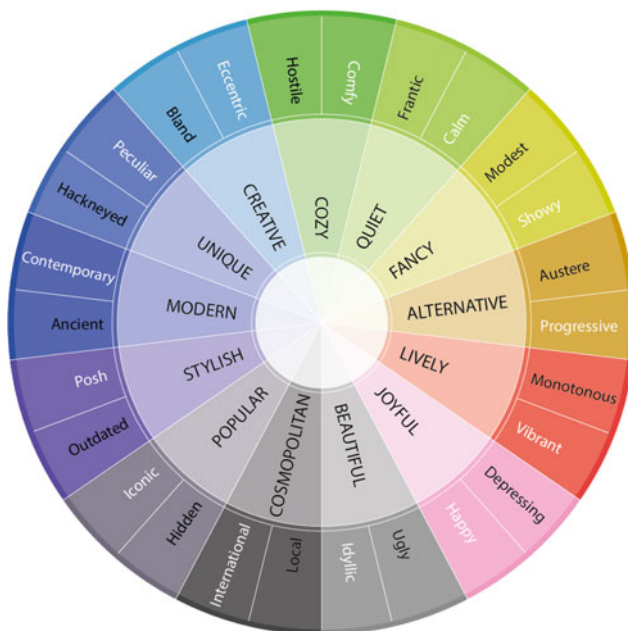 Hostile
Comfy
COZY
Frantic
Calm
QUIET
Modest
Showy
FANCY
Austere
Progressive
ALTERNATIVE
Monotonous
Vibrant
LIVELY
Depressing
Happy
JOYFUL
Ugly
Idyllic
BEAUTIFUL
Local
International
COSMOPOLITAN
Hidden
Iconic
POPULAR
Outdated
Posh
STYLISH
Ancient
Contemporary
MODERN
Hackneyed
Peculiar
UNIQUE
Bland
Eccentric
CREATIVE